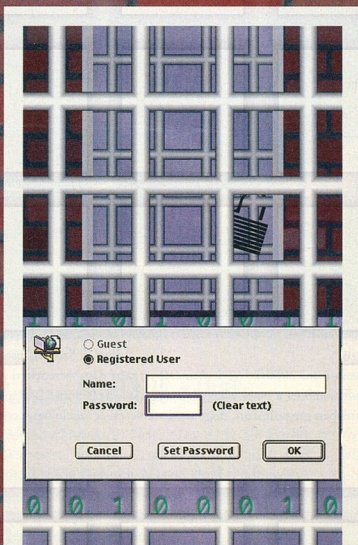 Guest
Registered User
Name:
Password: (Clear text)
Cancel Set Password OK
0 0 1 0 0 0 1 0